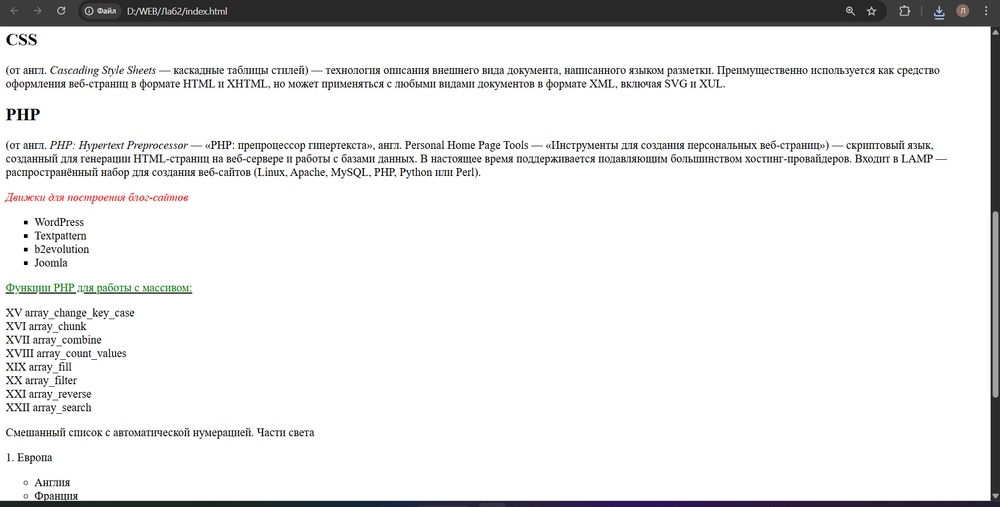 Файл D:/WEB/Лаб2/index.html
Л
CSS
(от англ. Cascading Style Sheets — каскадные таблицы стилей) — технология описания внешнего вида документа, написанного языком разметки. Преимущественно используется как средство
оформления веб-страниц в формате HTML и XHTML, но может применяться с любыми видами документов в формате XML, включая SVG и XUL.
PHP
(от англ. PHP: Hypertext Preprocessor — «PHP: препроцессор гипертекста», англ. Personal Home Page Tools — «Инструменты для создания персональных веб-страниц») — скриптовый язык,
созданный для генерации HTML-страниц на веб-сервере и работы с базами данных. В настоящее время поддерживается подавляющим большинством хостинг-провайдеров. Входит в LAMP —
распространённый набор для создания веб-сайтов (Linux, Apache, MySQL, PHP, Python или Perl).
Движки для построения блог-сайтов
WordPress
Textpattern
b2evolution
Joomla
Функции PHP для работы с массивом:
XV array_change_key_case
XVI array_chunk
XVII array_combine
XVIII array_count_values
XIX array_fill
XX array_filter
XXI array_reverse
XXII array_search
Смешанный список с автоматической нумерацией. Части света
1. Европа
Англия
Франция